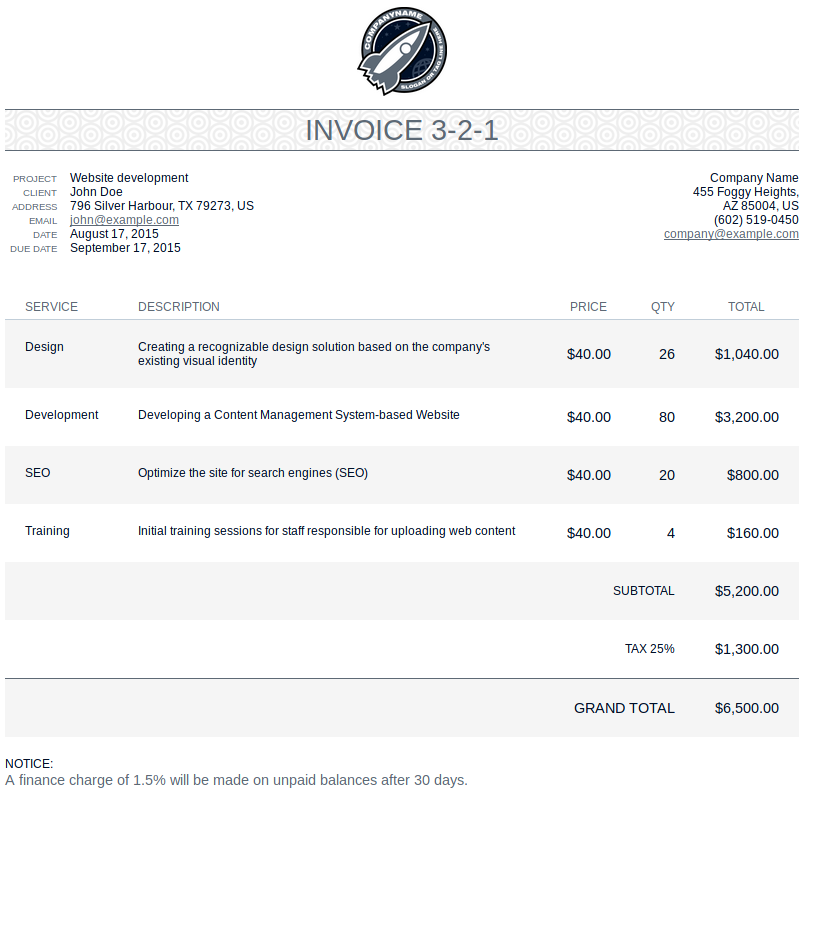 COMPANYNAME
SLOGAN OR TAG LINE HERE
INVOICE 3-2-1
PROJECT Website development
CLIENT John Doe
ADDRESS 796 Silver Harbour, TX 79273, US
EMAIL john@example.com
DATE August 17, 2015
DUE DATE September 17, 2015
Company Name
455 Foggy Heights,
AZ 85004, US
(602) 519-0450
company@example.com
SERVICE DESCRIPTION PRICE QTY TOTAL
Design Creating a recognizable design solution based on the company's
existing visual identity $40.00 26 $1,040.00
Development Developing a Content Management System-based Website $40.00 80 $3,200.00
SEO Optimize the site for search engines (SEO) $40.00 20 $800.00
Training Initial training sessions for staff responsible for uploading web content $40.00 4 $160.00
SUBTOTAL $5,200.00
TAX 25% $1,300.00
GRAND TOTAL $6,500.00
NOTICE:
A finance charge of 1.5% will be made on unpaid balances after 30 days.